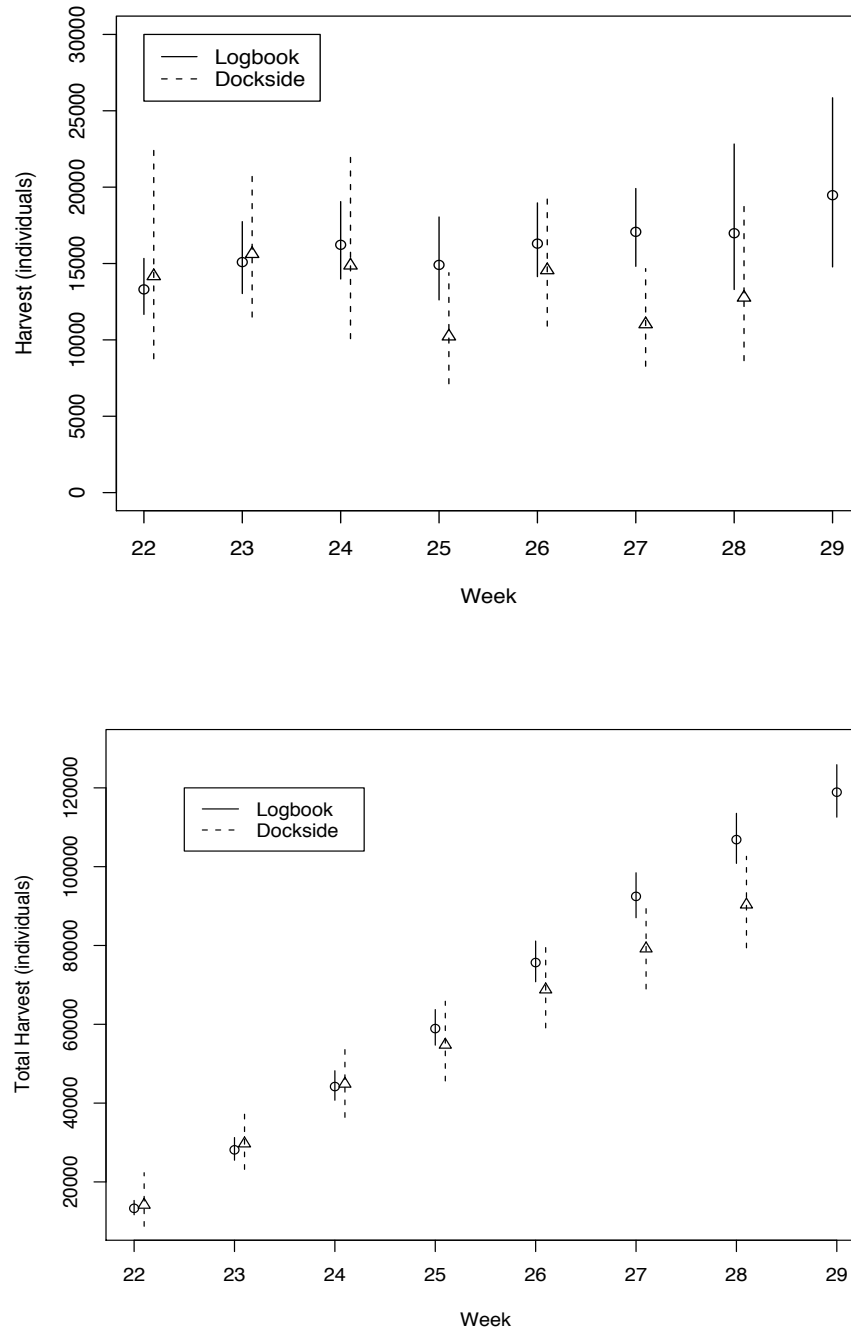 30000
25000
20000
15000
10000
5000
0
Harvest (individuals)
Logbook
Dockside
22 23 24 25 26 27 28 29
Week
120000
100000
80000
60000
40000
20000
Total Harvest (individuals)
Logbook
Dockside
22 23 24 25 26 27 28 29
Week